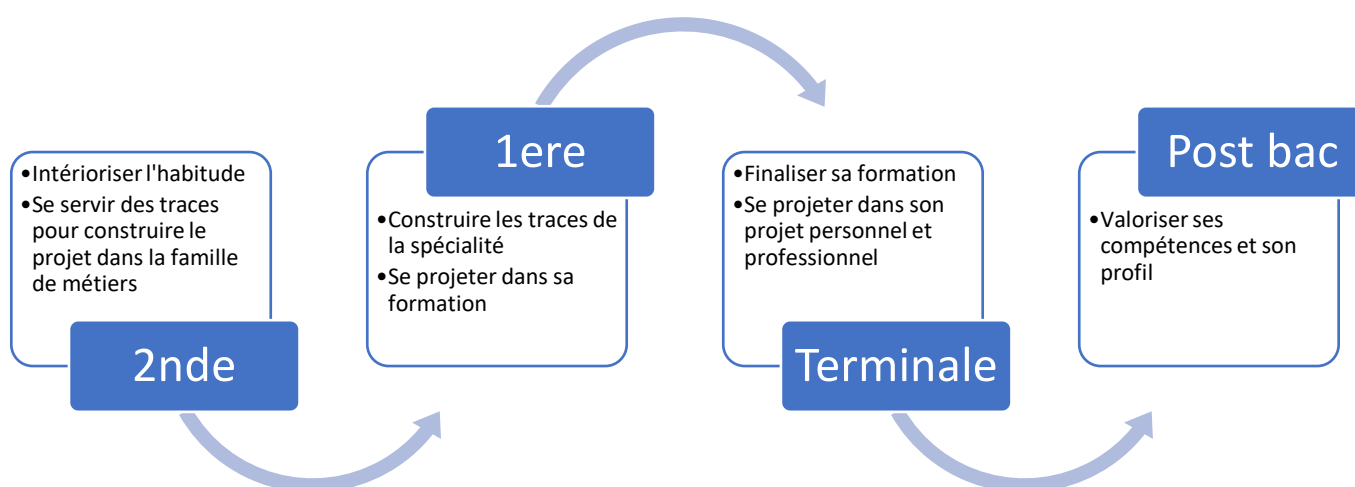 •Intérioriser l'habitude
•Se servir des traces
pour construire le
projet dans la famille
de métiers
2nde
1ere
•Construire les traces de
la spécialité
•Se projeter dans sa
formation
•Finaliser sa formation
•Se projeter dans son
projet personnel et
professionnel
Terminale
Post bac
•Valoriser ses
compétences et son
profil